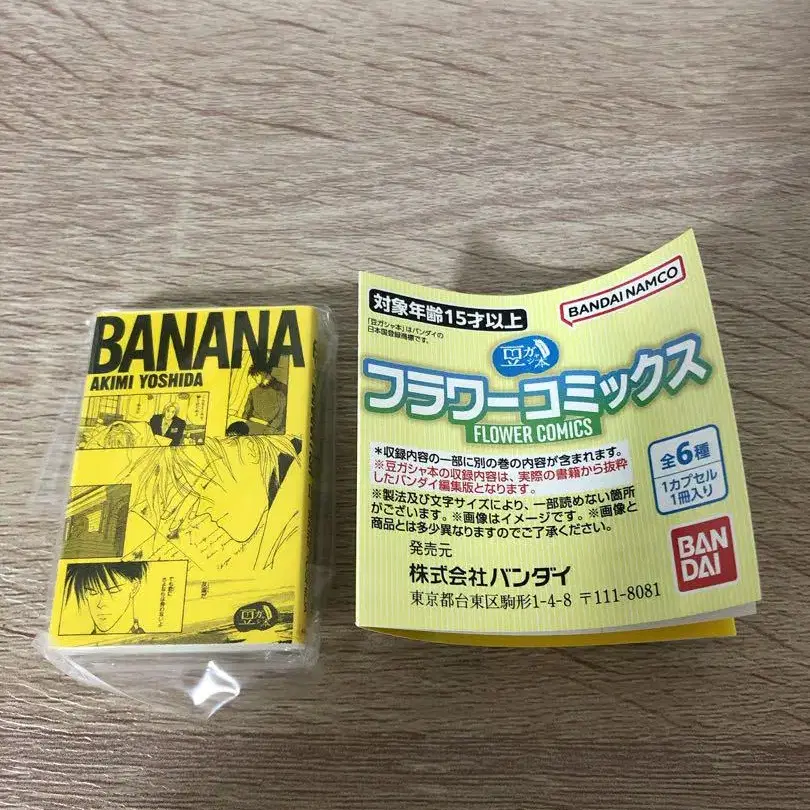 BANANA
AKIMI YOSHIDA
豆ガシャ本
対象年齢15才以上
BANDAI NAMCO
「豆ガシャ本」はバンダイの
日本国登録商標です。
豆ガシャ本
フラワーコミックス
FLOWER COMICS
*収録内容の一部に別の巻の内容が含まれます。
※豆ガシャ本の収録内容は、実際の書籍から抜粋
したバンダイ編集版となります。
※製法及び文字サイズにより、一部読めない箇所
がございます。※画像はイメージです。※画像と
商品とは多少異なりますのでご了承ください。
全6種
1カプセル
1冊入り
発売元
株式会社バンダイ
東京都台東区駒形1-4-8 〒111-8081
BAN
DAI